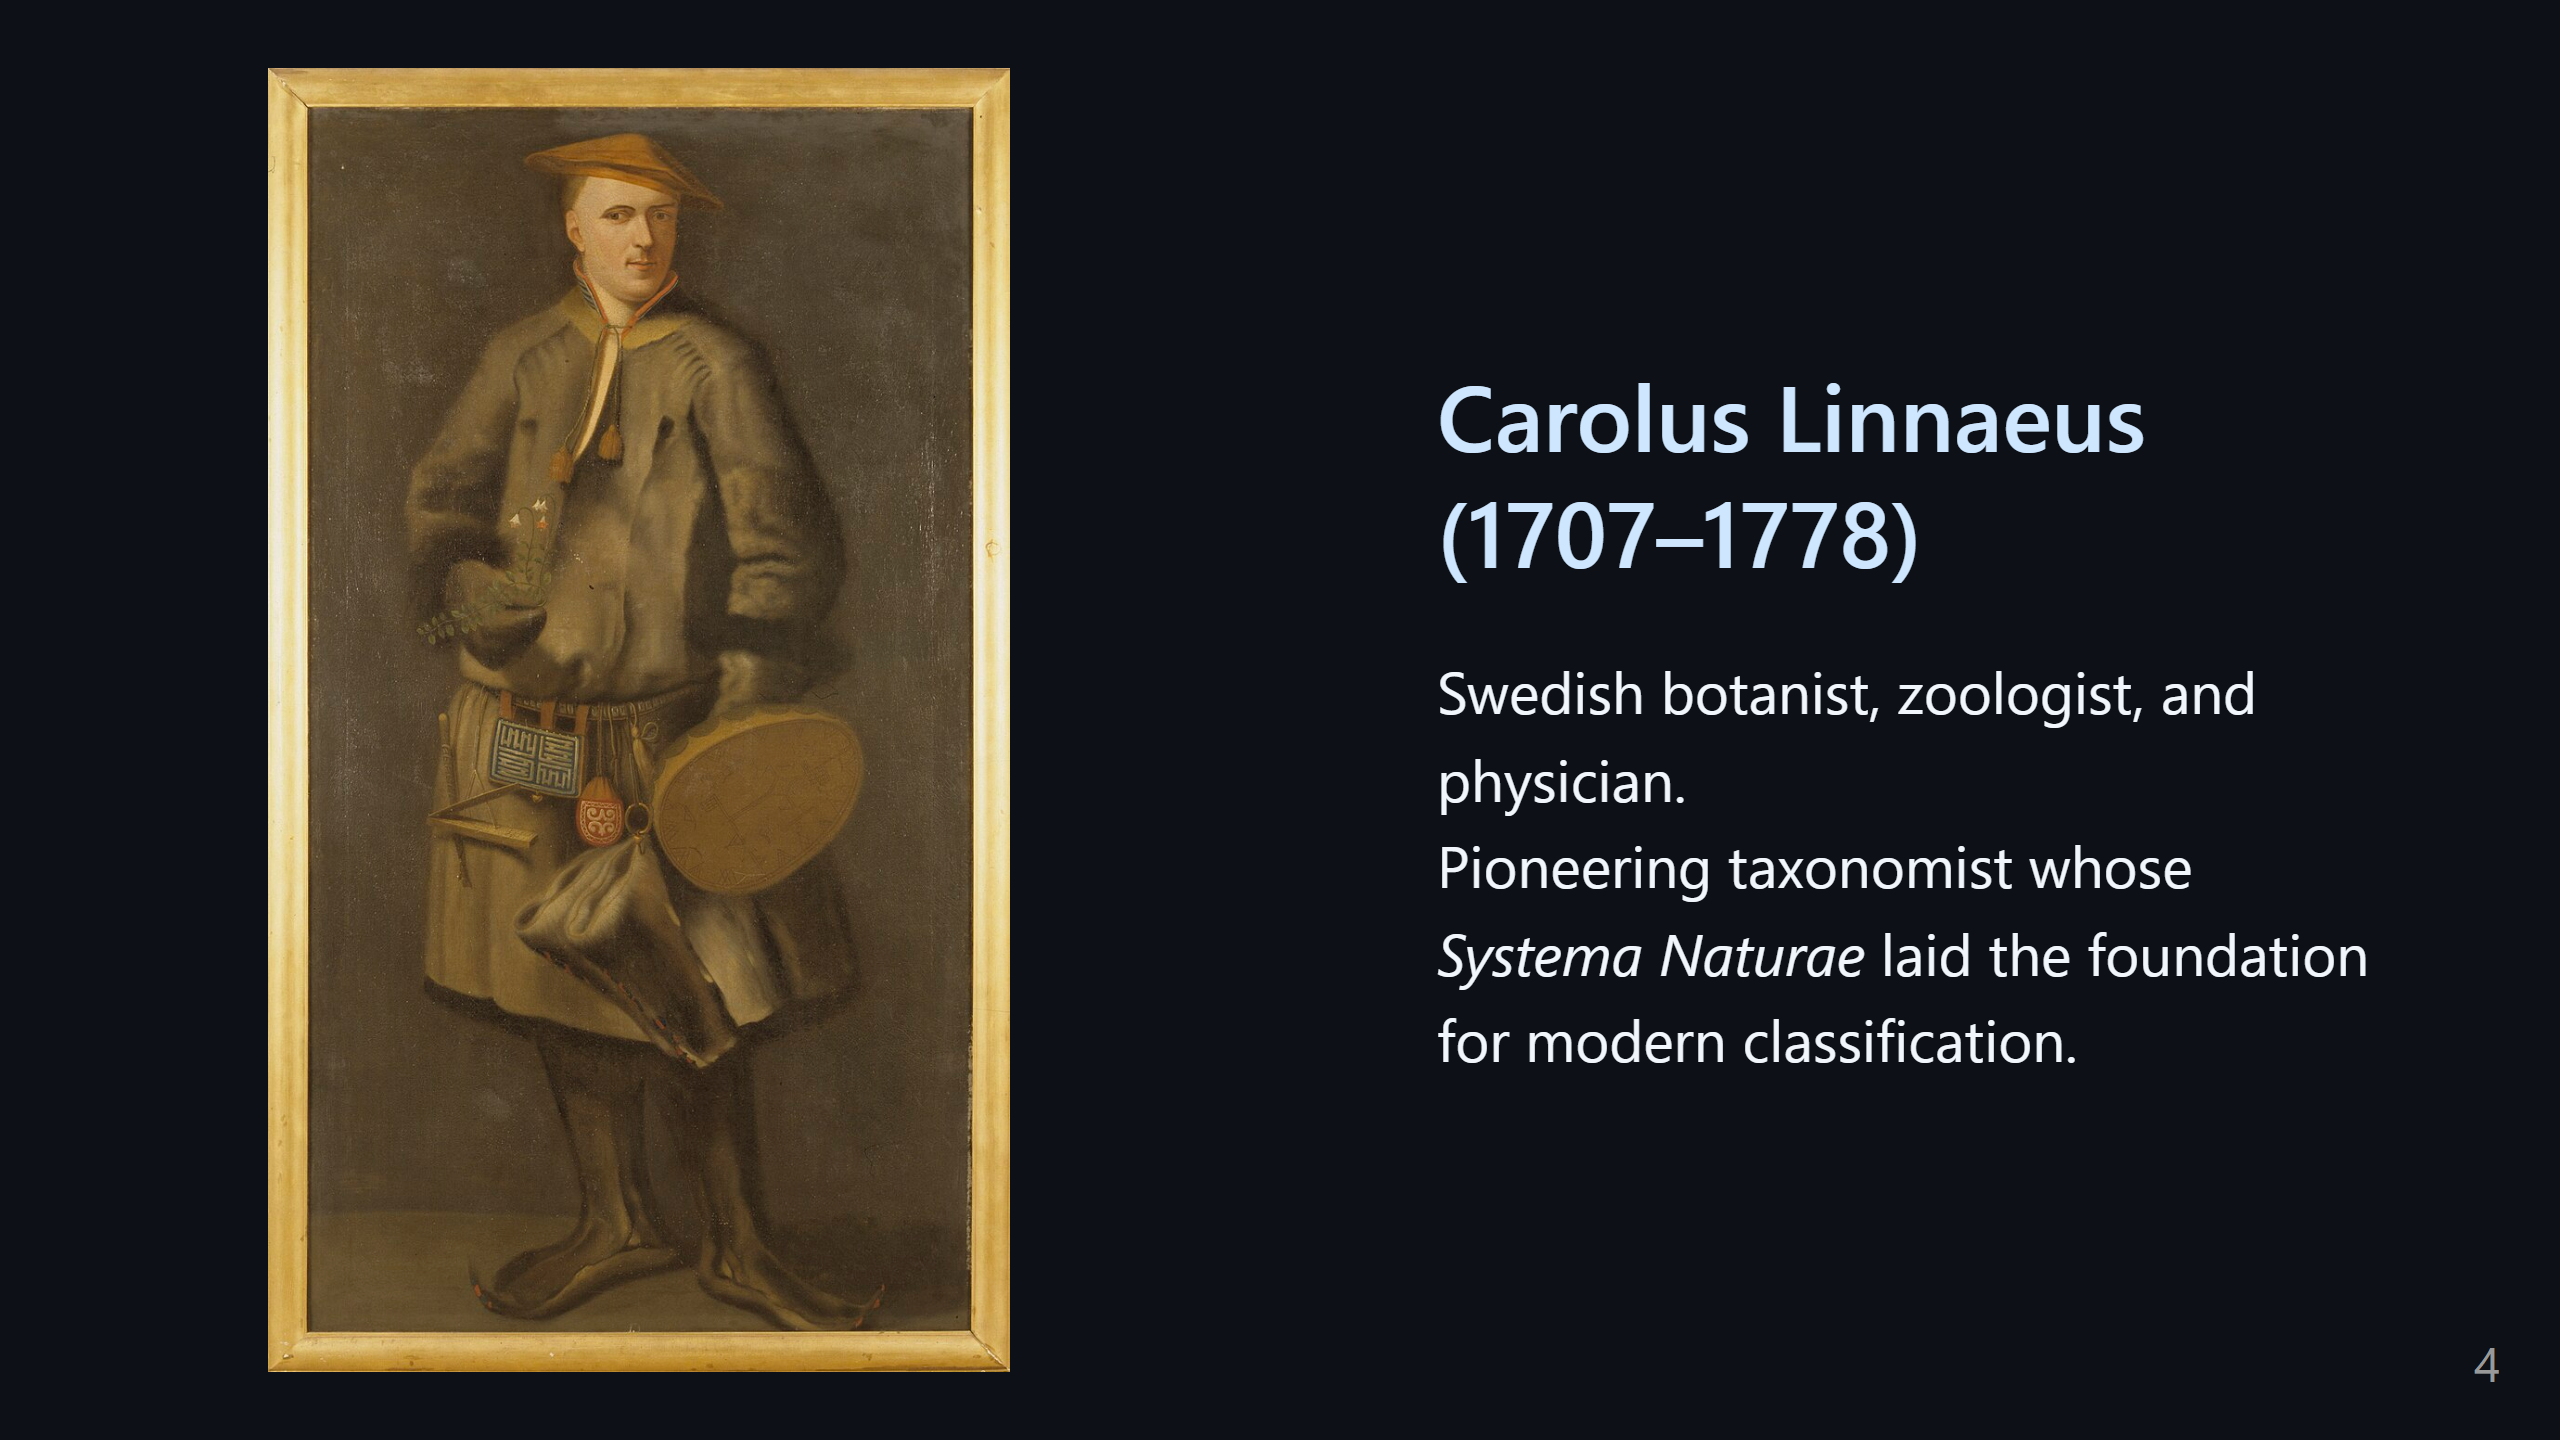 Carolus Linnaeus
(1707–1778)
Swedish botanist, zoologist, and
physician.
Pioneering taxonomist whose
Systema Naturae laid the foundation
for modern classification.
4